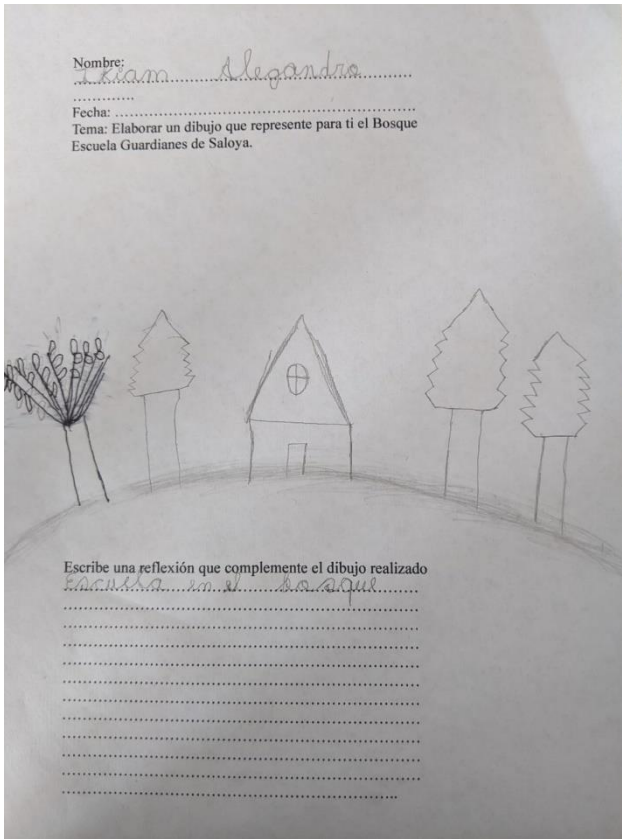 Nombre:
Ikiam Alegandro
Fecha:
Tema: Elaborar un dibujo que represente para ti el Bosque
Escuela Guardianes de Saloya.
Escribe una reflexión que complemente el dibujo realizado
Escuela en el bosque